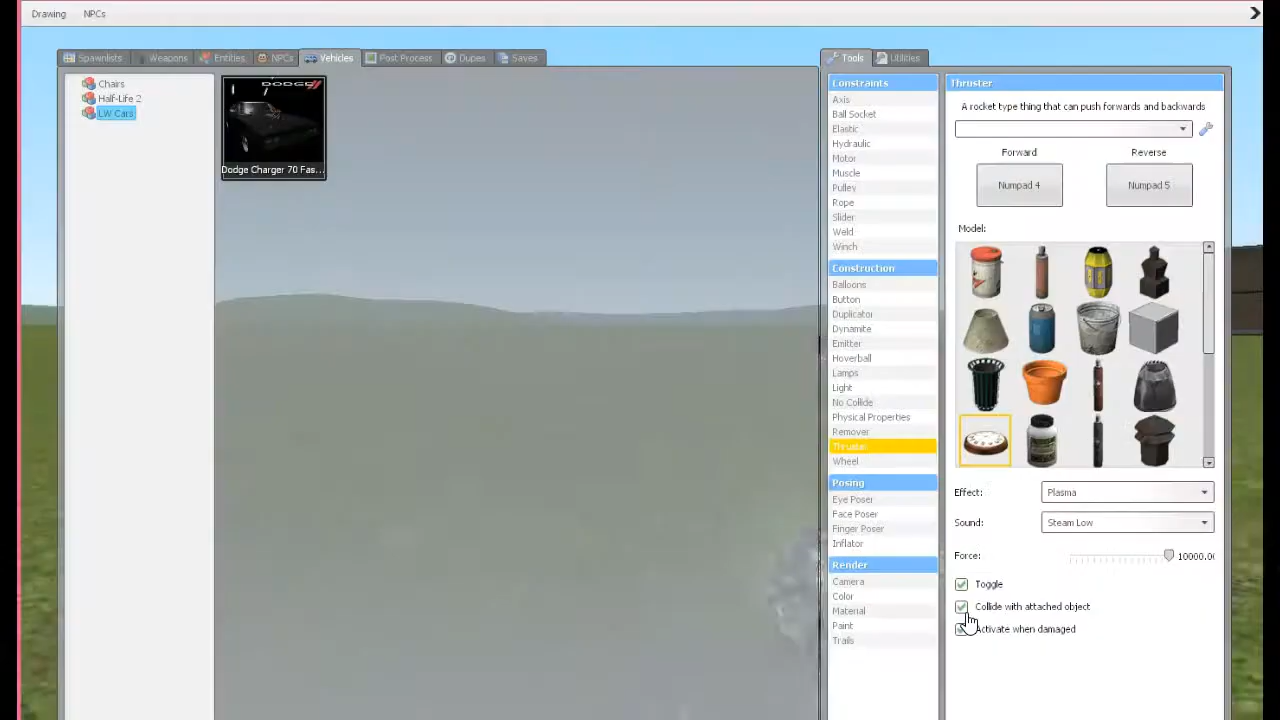 Drawing NPCs
Spawnlists Weapons Entities NPCs Vehicles Post Process Dupes Saves
Chairs
Half-Life 2
LW Cars
DODGE
Dodge Charger 70 Fas...
Tools Utilities
Constraints
Axis
Ball Socket
Elastic
Hydraulic
Motor
Muscle
Pulley
Rope
Slider
Weld
Winch
Construction
Balloons
Button
Duplicator
Dynamite
Emitter
Hoverball
Lamps
Light
No Collide
Physical Properties
Remover
Thruster
Wheel
Posing
Eye Poser
Face Poser
Finger Poser
Inflator
Render
Camera
Color
Material
Paint
Trails
Thruster
A rocket type thing that can push forwards and backwards
Forward Reverse
Numpad 4 Numpad 5
Model:
Effect: Plasma
Sound: Steam Low
Force: 10000.0
Toggle
Collide with attached object
Activate when damaged